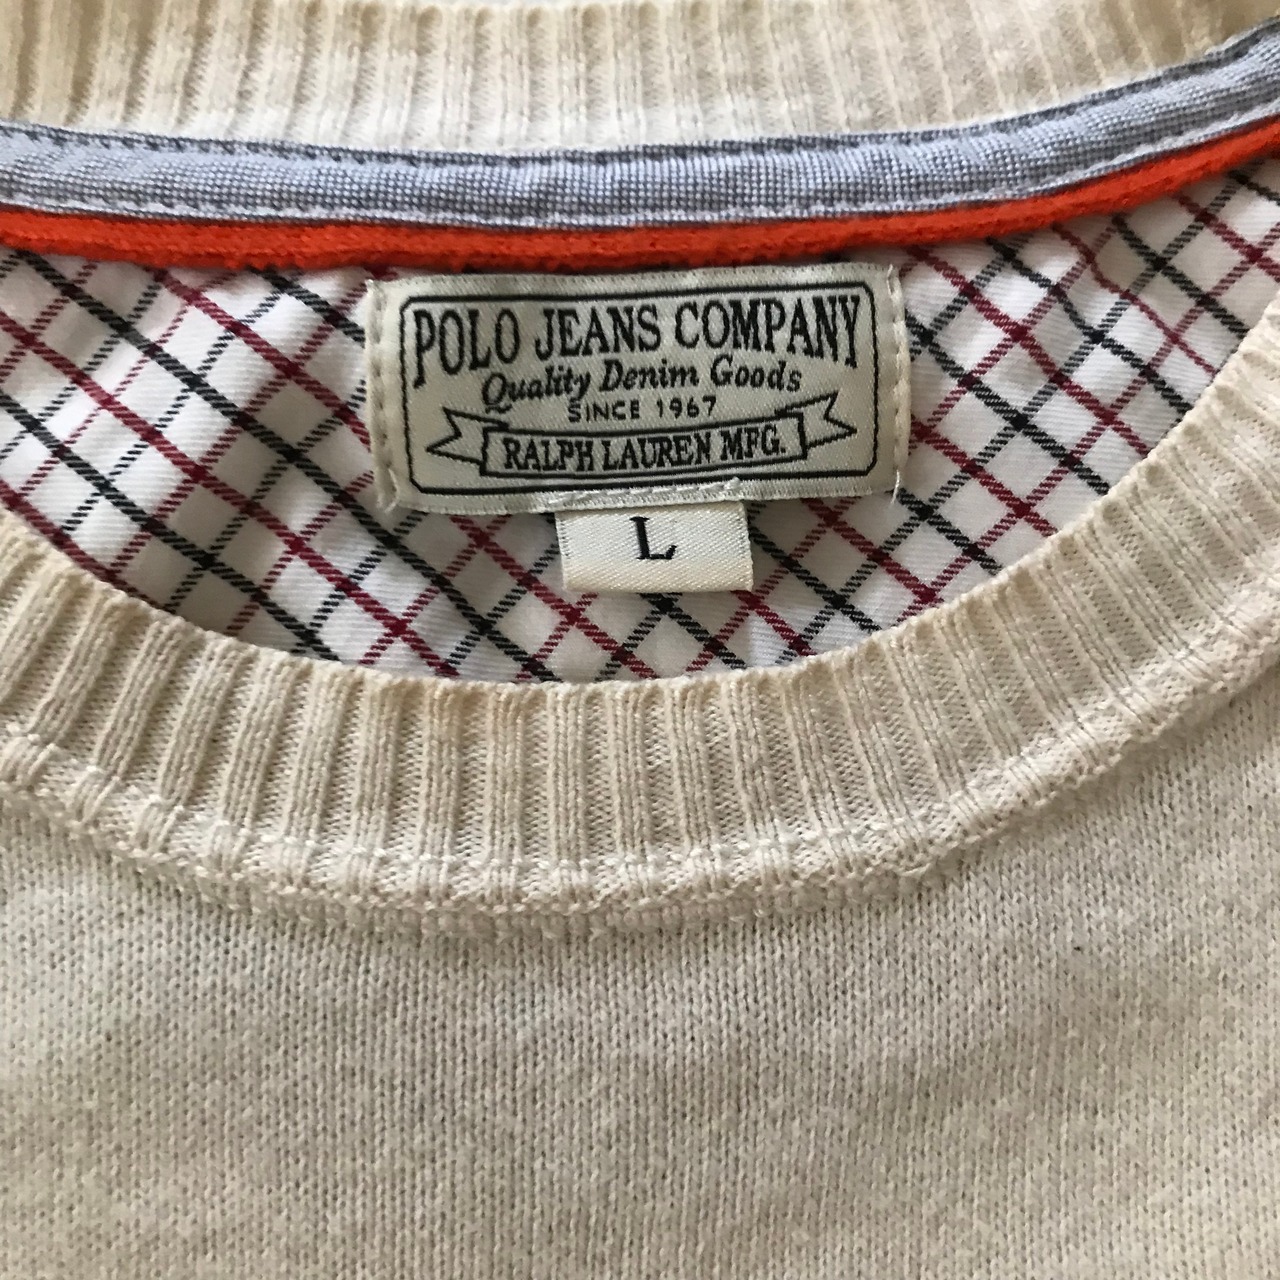 POLO JEANS COMPANY
Quality Denim Goods
SINCE 1967
RALPH LAUREN MFG.
L